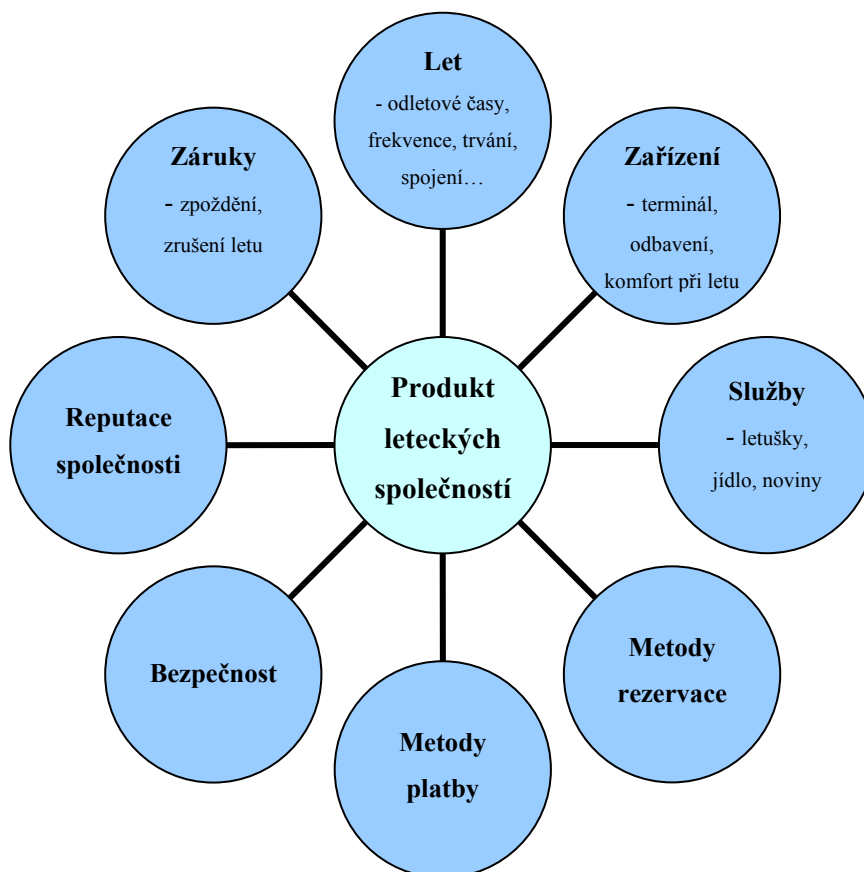 Let
- odletové časy,
frekvence, trvání,
spojení…
Záruky
- zpoždění,
zrušení letu
Zařízení
- terminál,
odbavení,
komfort při letu
Produkt
leteckých
společností
Reputace
společnosti
Služby
- letušky,
jídlo, noviny
Bezpečnost
Metody
rezervace
Metody
platby